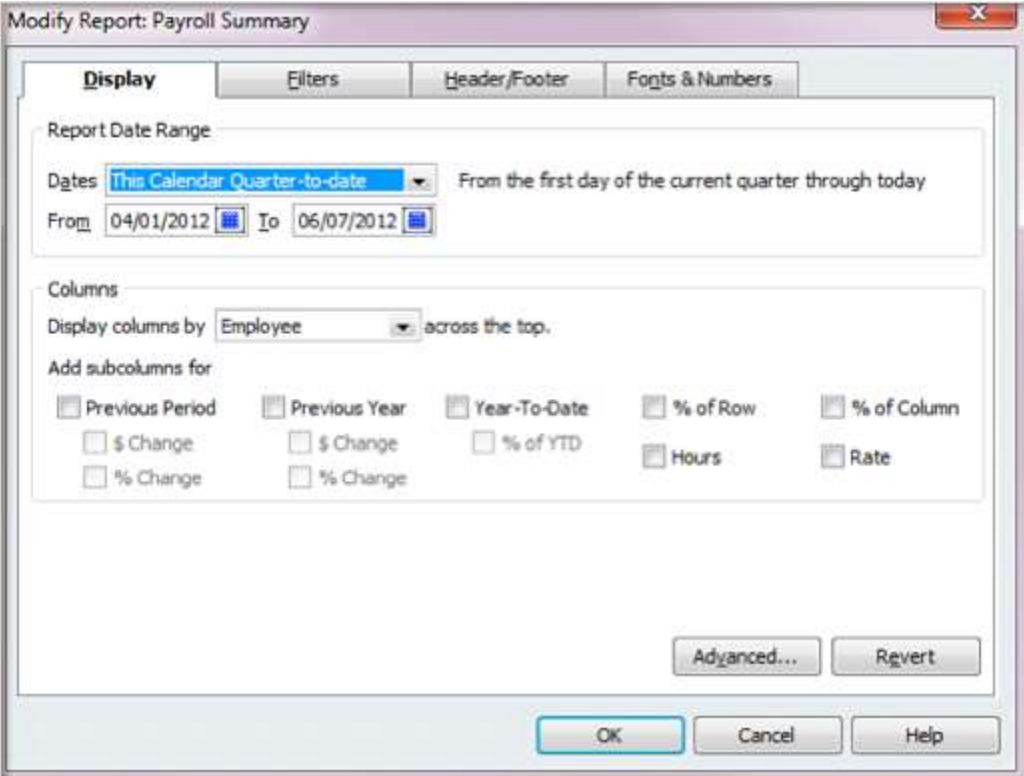 Modify Report: Payroll Summary
X
Display Filters Header/Footer Fonts & Numbers
Report Date Range
Dates This Calendar Quarter-to-date From the first day of the current quarter through today
From 04/01/2012 To 06/07/2012
Columns
Display columns by Employee across the top.
Add subcolumns for
Previous Period Previous Year Year-To-Date % of Row % of Column
$ Change $ Change % of YTD Hours Rate
% Change % Change
Advanced... Revert
OK Cancel Help